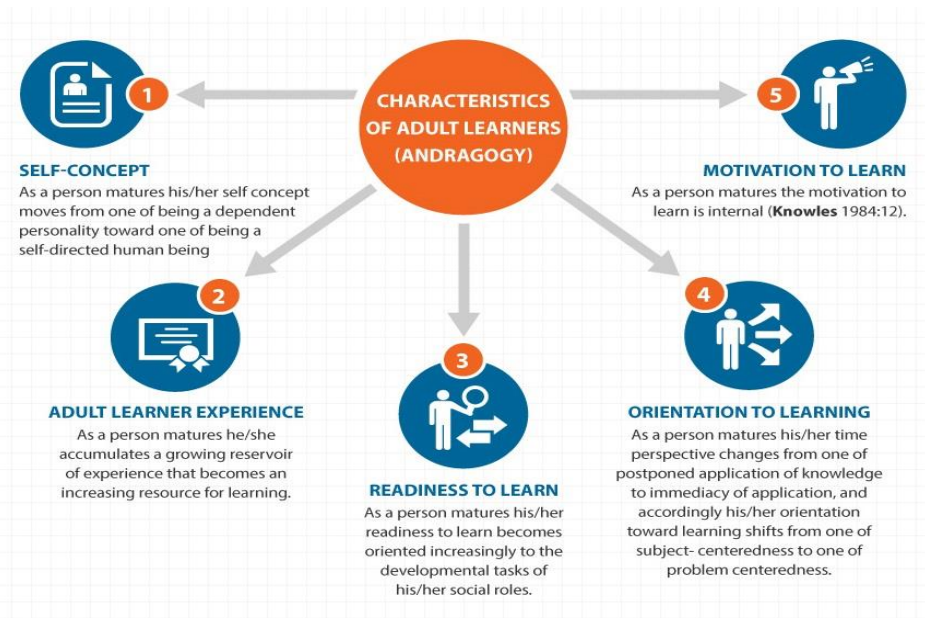 CHARACTERISTICS
OF ADULT LEARNERS
(ANDRAGOGY)
1
SELF-CONCEPT
As a person matures his/her self concept
moves from one of being a dependent
personality toward one of being a
self-directed human being
2
ADULT LEARNER EXPERIENCE
As a person matures he/she
accumulates a growing reservoir
of experience that becomes an
increasing resource for learning.
3
READINESS TO LEARN
As a person matures his/her
readiness to learn becomes
oriented increasingly to the
developmental tasks of
his/her social roles.
4
ORIENTATION TO LEARNING
As a person matures his/her time
perspective changes from one of
postponed application of knowledge
to immediacy of application, and
accordingly his/her orientation
toward learning shifts from one of
subject- centeredness to one of
problem centeredness.
5
MOTIVATION TO LEARN
As a person matures the motivation to
learn is internal (Knowles 1984:12).